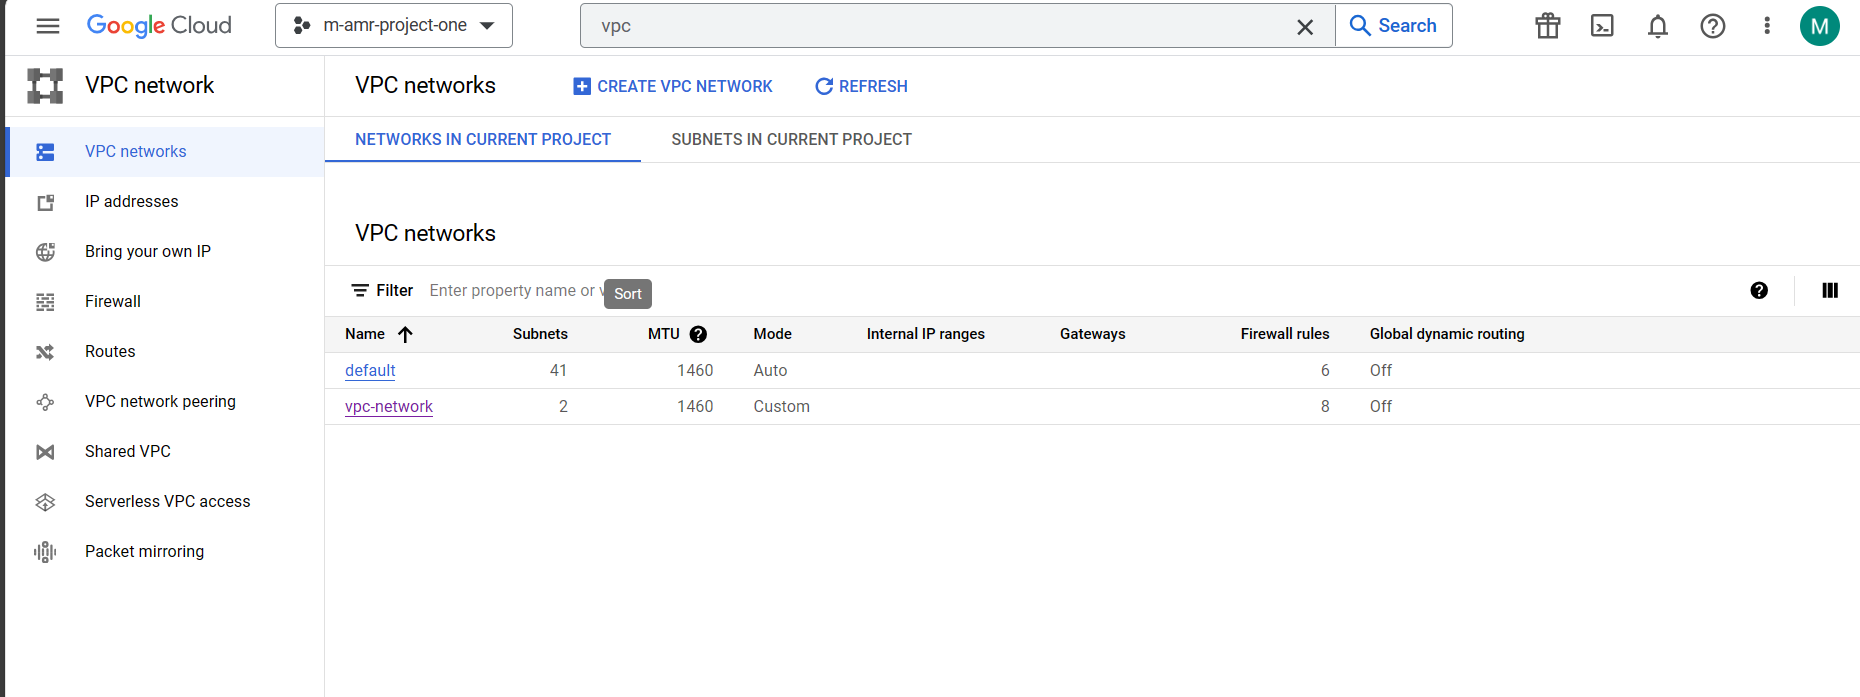 Google Cloud
m-amr-project-one
vpc
Search
M
VPC network
VPC networks
CREATE VPC NETWORK
REFRESH
NETWORKS IN CURRENT PROJECT
SUBNETS IN CURRENT PROJECT
VPC networks
IP addresses
Bring your own IP
Firewall
Routes
VPC network peering
Shared VPC
Serverless VPC access
Packet mirroring
VPC networks
Filter Enter property name or
Sort
Name Subnets MTU Mode Internal IP ranges Gateways Firewall rules Global dynamic routing
default 41 1460 Auto 6 Off
vpc-network 2 1460 Custom 8 Off